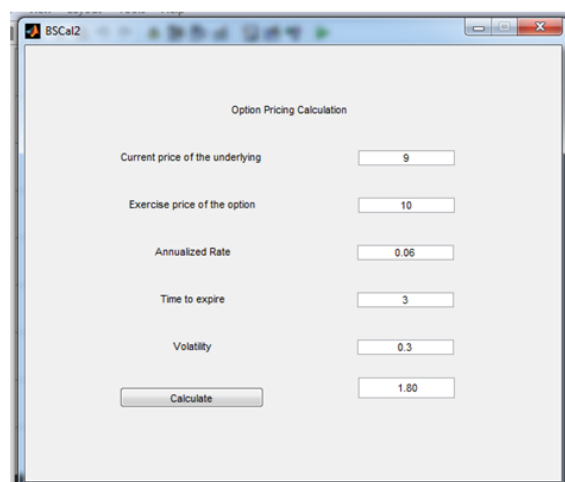 BSCal2
Option Pricing Calculation
Current price of the underlying 9
Exercise price of the option 10
Annualized Rate 0.06
Time to expire 3
Volatility 0.3
Calculate 1.80